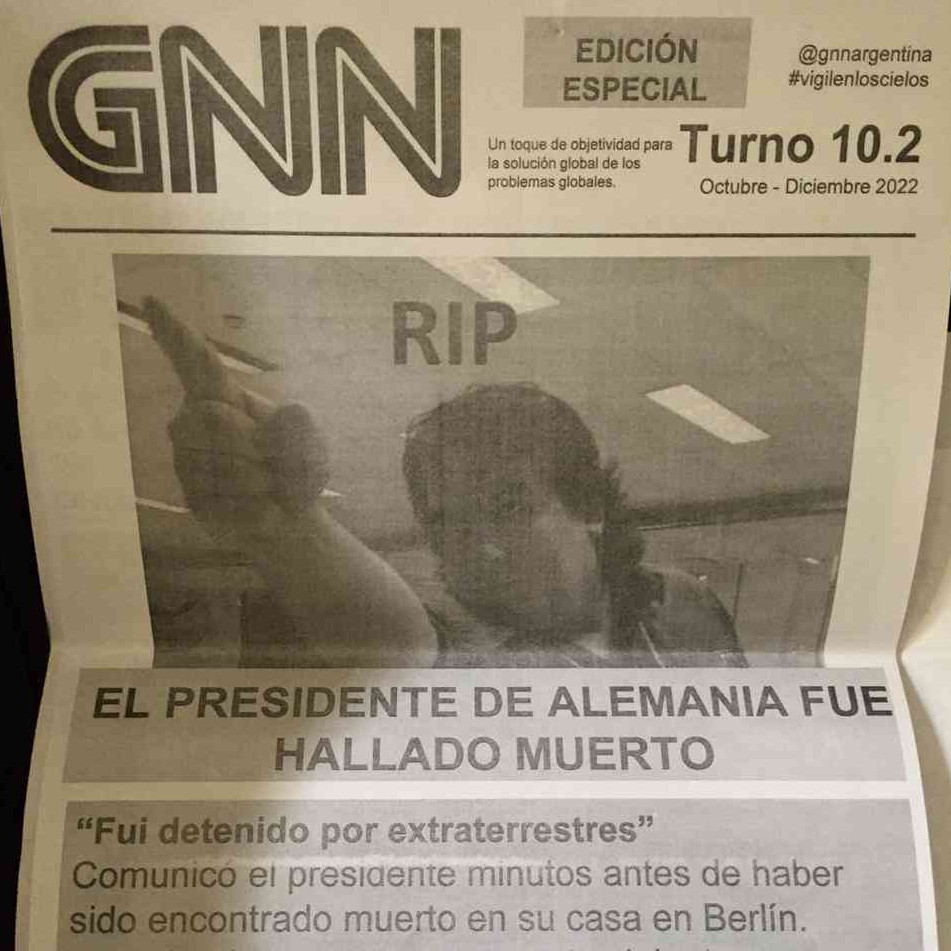 GNN
EDICIÓN
ESPECIAL
@gnnargentina
#vigilenloscielos
Un toque de objetividad para
la solución global de los
problemas globales.
Turno 10.2
Octubre - Diciembre 2022
RIP
EL PRESIDENTE DE ALEMANIA FUE
HALLADO MUERTO
“Fui detenido por extraterrestres”
Comunicó el presidente minutos antes de haber
sido encontrado muerto en su casa en Berlín.